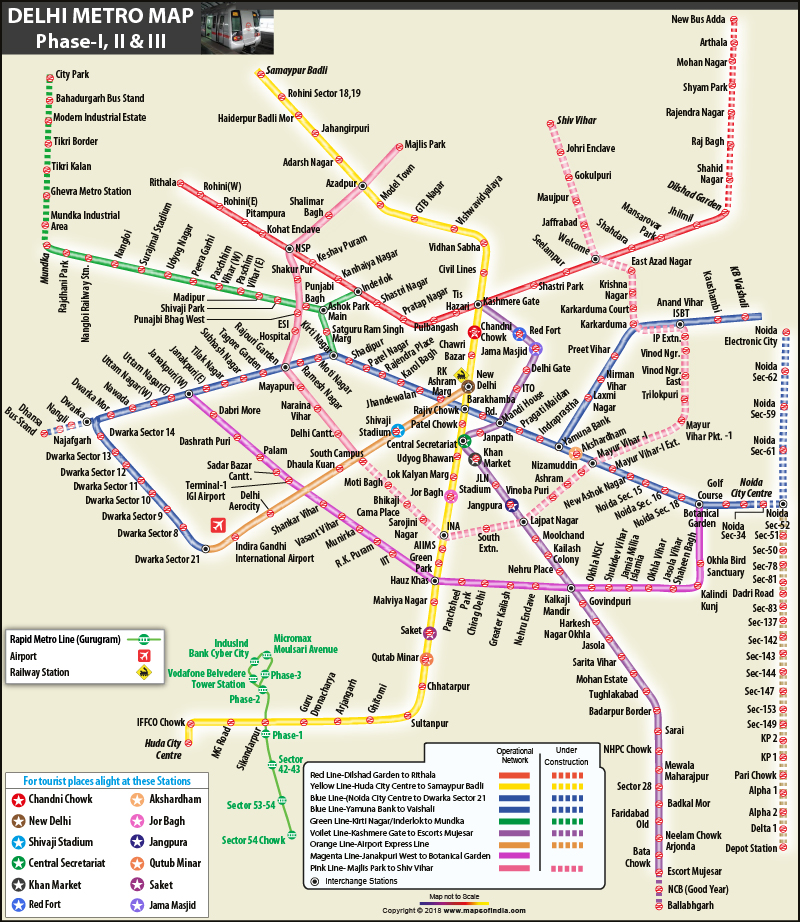 DELHI METRO MAP
Phase-I, II & III
New Bus Adda
Arthala
Mohan Nagar
Shyam Park
Rajendra Nagar
Raj Bagh
Shahid
Nagar
Dilshad Garden
Jhilmil
Mansarovar
Park
Shahdara
Welcome
Seelampur
Shastri Park
Kashmere Gate
Tis
Hazari
Pulbangash
Pratap Nagar
Shastri Nagar
Inderlok
Kanhaiya Nagar
Keshav Puram
NSP
Kohat Enclave
Pitampura
Rohini(E)
Rohini(W)
Rithala
City Park
Bahadurgarh Bus Stand
Modern Industrial Estate
Tikri Border
Tikri Kalan
Ghevra Metro Station
Mundka Industrial
Area
Mundka
Rajdhani Park
Nangloi Railway Stn.
Nangloi
Surajmal Stadium
Udyog Nagar
Peera Garhi
Paschim
Vihar (W)
Paschim
Vihar (E)
Madipur
Shivaji Park
Punajbi Bhag West
Ashok Park
Main
Satguru Ram Singh
Marg
Kirti Nagar
Samaypur Badli
Rohini Sector 18,19
Haiderpur Badli Mor
Jahangirpuri
Adarsh Nagar
Azadpur
Model Town
GTB Nagar
Vishwavidyalaya
Vidhan Sabha
Civil Lines
Chandni
Chowk
Chawri
Bazar
New
Delhi
Rajiv Chowk
Patel Chowk
Central Secretariat
Udyog Bhawan
Lok Kalyan Marg
Jor Bagh
INA
AIIMS
Green
Park
Hauz Khas
Malviya Nagar
Saket
Qutab Minar
Chhatarpur
Sultanpur
Ghitorni
Arjangarh
Guru
Dronacharya
Sikandarpur
MG Road
IFFCO Chowk
Huda City
Centre
Majlis Park
Shalimar
Bagh
Shakur Pur
Punjabi
Bagh
ESI
Hospital
Rajouri Garden
Mayapuri
Naraina
Vihar
Delhi Cantt.
South Campus
Moti Bagh
Bhikaji
Cama Place
Sarojini
Nagar
South
Extn.
Lajpat Nagar
Vinoba Puri
Ashram
Nizamuddin
Mayur Vihar-I
Mayur Vihar
Pkt. -1
Trilokpuri
Vinod Ngr.
East
Vinod Ngr.
IP Extn.
Anand Vihar
ISBT
Karkarduma
Karkarduma Court
Krishna
Nagar
East Azad Nagar
Jaffrabad
Maujpur
Gokulpuri
Johri Enclave
Shiv Vihar
KB Vaishali
Kaushambi
Preet Vihar
Nirman
Vihar
Laxmi
Nagar
Yamuna Bank
Akshardham
Mayur Vihar-I Ext.
New Ashok Nagar
Noida Sec. 15
Noida Sec. 16
Noida Sec. 18
Botanical
Garden
Golf
Course
Noida
City Centre
Noida
Sec-34
Noida
Sec-52
Noida
Electronic City
Noida
Sec-62
Noida
Sec-59
Noida
Sec-61
Sec-51
Sec-50
Sec-78
Sec-81
Dadri Road
Sec-83
Sec-137
Sec-142
Sec-143
Sec-144
Sec-147
Sec-153
Sec-149
KP 2
KP 1
Pari Chowk
Alpha 1
Alpha 2
Delta 1
Depot Station
Indraprastha
Pragati Maidan
Mandi House
Barakhamba
Rd.
RK
Ashram
Marg
Jhandewalan
Karol Bagh
Rajendra Place
Patel Nagar
Shadipur
Moti Nagar
Ramesh Nagar
Tagore Garden
Subhash Nagar
Tilak Nagar
Janakpuri(E)
Janakpuri(W)
Uttam Nagar(E)
Uttam Nagar(W)
Nawada
Dwarka Mor
Dwarka
Nangli
Dhansa
Bus Stand
Najafgarh
Dwarka Sector 14
Dwarka Sector 13
Dwarka Sector 12
Dwarka Sector 11
Dwarka Sector 10
Dwarka Sector 9
Dwarka Sector 8
Dwarka Sector 21
Indira Gandhi
International Airport
Delhi
Aerocity
Dhaula Kuan
Shivaji
Stadium
Dabri More
Dashrath Puri
Palam
Sadar Bazar
Cantt.
Terminal-1
IGI Airport
Shankar Vihar
Vasant Vihar
Munirka
R.K. Puram
IIT
Panchsheel
Park
Chirag Delhi
Greater Kailash
Nehru Enclave
Kalkaji
Mandir
Govindpuri
Okhla NSIC
Shukdev Vihar
Jamia Millia
Islamia
Okhla Vihar
Jasola Vihar
Shaheen Bagh
Kalindi
Kunj
Okhla Bird
Sanctuary
Red Fort
Jama Masjid
Delhi Gate
ITO
Janpath
Khan
Market
JLN
Stadium
Jangpura
Moolchand
Kailash
Colony
Nehru Place
Harkesh
Nagar Okhla
Jasola
Sarita Vihar
Mohan Estate
Tughlakabad
Badarpur Border
Sarai
NHPC Chowk
Mewala
Maharajpur
Sector 28
Badkal Mor
Faridabad
Old
Neelam Chowk
Arjonda
Bata
Chowk
Escort Mujesar
NCB (Good Year)
Ballabhgarh
Rapid Metro Line (Gurugram)
Airport
Railway Station
IndusInd
Bank Cyber City
Micromax
Moulsari Avenue
Vodafone Belvedere
Tower Station
Phase-3
Phase-2
Phase-1
Sector
42-43
Sector 53-54
Sector 54 Chowk
For tourist places alight at these Stations
Chandni Chowk
Akshardham
New Delhi
Jor Bagh
Shivaji Stadium
Jangpura
Central Secretariat
Qutub Minar
Khan Market
Saket
Red Fort
Jama Masjid
Operational
Network
Under
Construction
Red Line-Dilshad Garden to Rithala
Yellow Line-Huda City Centre to Samaypur Badli
Blue Line-(Noida City Centre to Dwarka Sector 21
Blue Line-Yamuna Bank to Vaishali
Green Line-Kirti Nagar/Inderlok to Mundka
Voilet Line-Kashmere Gate to Escorts Mujesar
Orange Line-Airport Express Line
Magenta Line-Janakpuri West to Botanical Garden
Pink Line- Majlis Park to Shiv Vihar
Interchange Stations
Map not to Scale
Copyright © 2018 www.mapsofindia.com